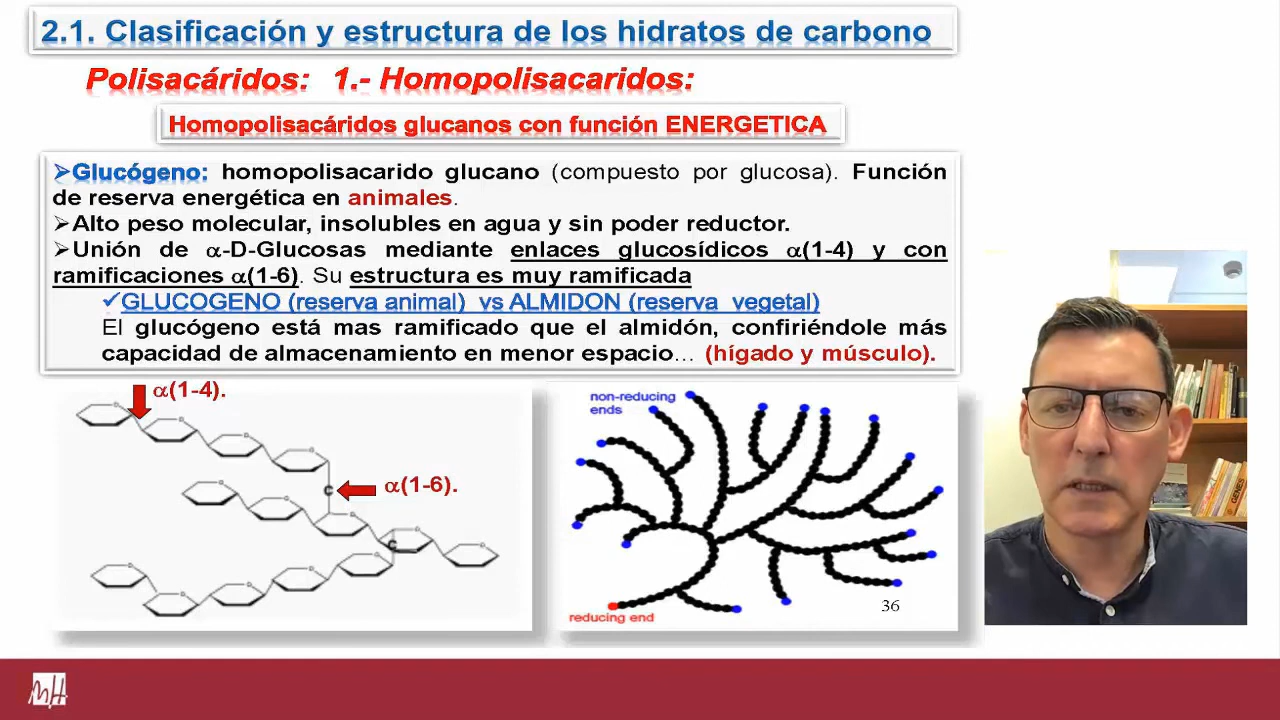 2.1. Clasificación y estructura de los hidratos de carbono
Polisacáridos: 1.- Homopolisacaridos:
Homopolisacáridos glucanos con función ENERGETICA
➢Glucógeno: homopolisacarido glucano (compuesto por glucosa). Función
de reserva energética en animales.
➢Alto peso molecular, insolubles en agua y sin poder reductor.
➢Unión de α-D-Glucosas mediante enlaces glucosídicos α(1-4) y con
ramificaciones α(1-6). Su estructura es muy ramificada
✓GLUCOGENO (reserva animal) vs ALMIDON (reserva vegetal)
El glucógeno está mas ramificado que el almidón, confiriéndole más
capacidad de almacenamiento en menor espacio… (hígado y músculo).
α(1-4).
α(1-6).
C
C
non-reducing
ends
reducing end
36
GENES
MH